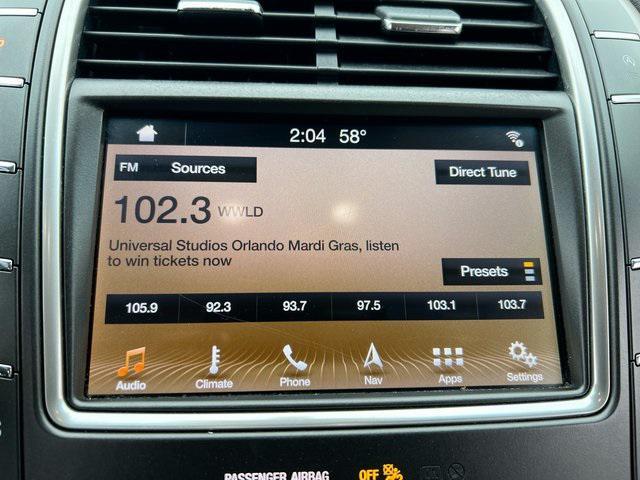 2:04 58°
FM Sources
Direct Tune
102.3 WWLD
Universal Studios Orlando Mardi Gras, listen
to win tickets now
Presets
105.9 92.3 93.7 97.5 103.1 103.7
Audio Climate Phone Nav Apps Settings
PASSENGER AIRBAG OFF